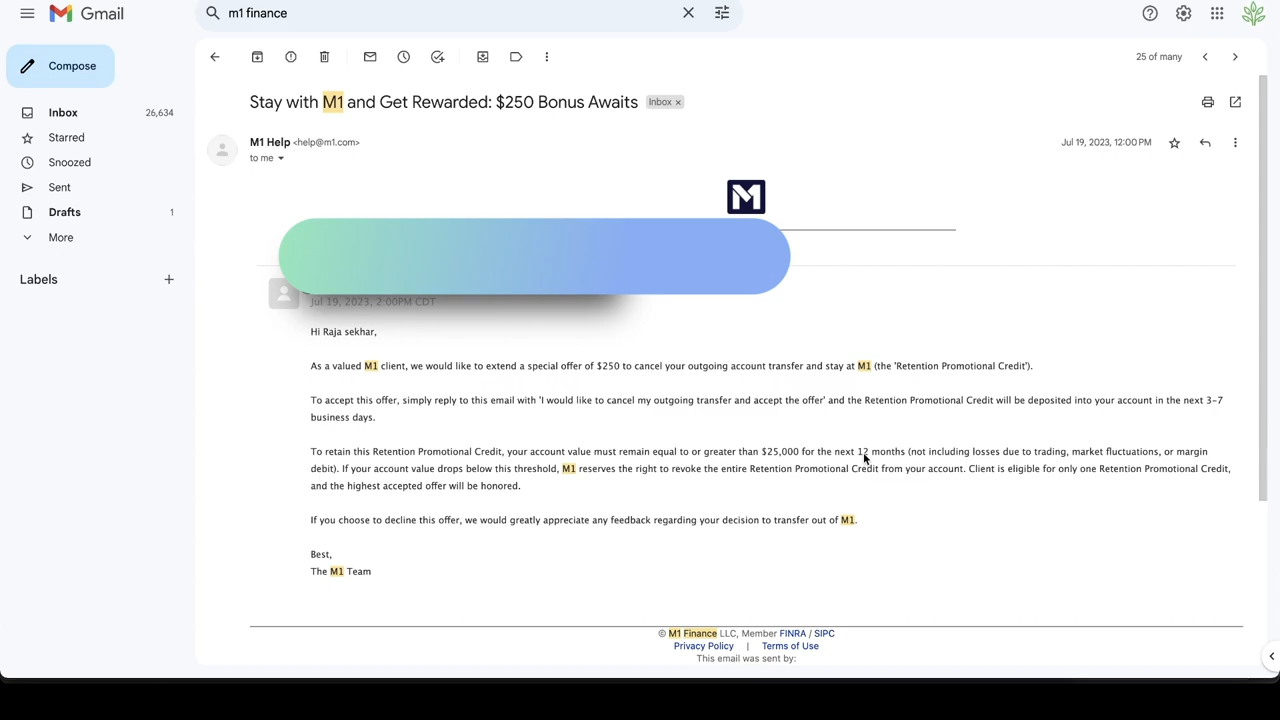 Gmail
m1 finance
Compose
25 of many
Inbox 26,634
Starred
Snoozed
Sent
Drafts 1
More
Labels
Stay with M1 and Get Rewarded: $250 Bonus Awaits Inbox x
M1 Help <help@m1.com> Jul 19, 2023, 12:00 PM
to me
M
Jul 19, 2023, 2:00PM CDT
Hi Raja sekhar,
As a valued M1 client, we would like to extend a special offer of $250 to cancel your outgoing account transfer and stay at M1 (the 'Retention Promotional Credit').
To accept this offer, simply reply to this email with 'I would like to cancel my outgoing transfer and accept the offer' and the Retention Promotional Credit will be deposited into your account in the next 3-7
business days.
To retain this Retention Promotional Credit, your account value must remain equal to or greater than $25,000 for the next 12 months (not including losses due to trading, market fluctuations, or margin
debit). If your account value drops below this threshold, M1 reserves the right to revoke the entire Retention Promotional Credit from your account. Client is eligible for only one Retention Promotional Credit,
and the highest accepted offer will be honored.
If you choose to decline this offer, we would greatly appreciate any feedback regarding your decision to transfer out of M1.
Best,
The M1 Team
© M1 Finance LLC, Member FINRA / SIPC
Privacy Policy | Terms of Use
This email was sent by: